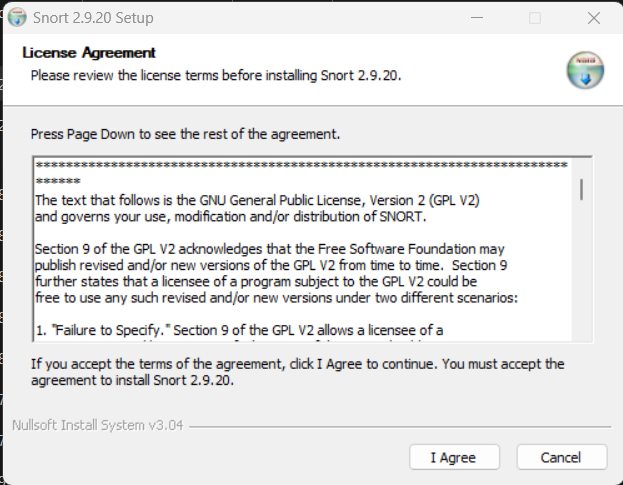 Snort 2.9.20 Setup
License Agreement
Please review the license terms before installing Snort 2.9.20.
Press Page Down to see the rest of the agreement.
***************************************************************************
******
The text that follows is the GNU General Public License, Version 2 (GPL V2)
and governs your use, modification and/or distribution of SNORT.
Section 9 of the GPL V2 acknowledges that the Free Software Foundation may
publish revised and/or new versions of the GPL V2 from time to time.  Section 9
further states that a licensee of a program subject to the GPL V2 could be
free to use any such revised and/or new versions under two different scenarios:
1. "Failure to Specify." Section 9 of the GPL V2 allows a licensee of a
If you accept the terms of the agreement, click I Agree to continue. You must accept the
agreement to install Snort 2.9.20.
Nullsoft Install System v3.04
I Agree
Cancel